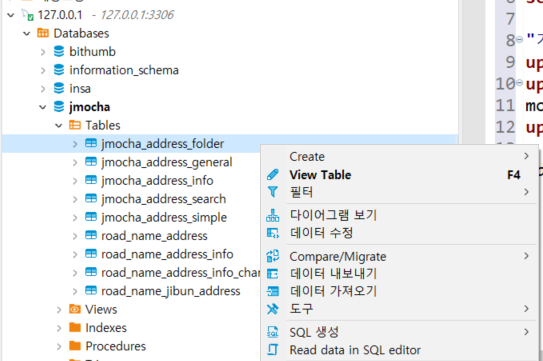 127.0.0.1 - 127.0.0.1:3306
Databases
bithumb
information_schema
insa
jmocha
Tables
jmocha_address_folder
jmocha_address_general
jmocha_address_info
jmocha_address_search
jmocha_address_simple
road_name_address
road_name_address_info
road_name_address_info_chan
road_name_jibun_address
Views
Indexes
Procedures
Create
View Table F4
필터
다이어그램 보기
데이터 수정
Compare/Migrate
데이터 내보내기
데이터 가져오기
도구
SQL 생성
Read data in SQL editor
7
8
9 up
10 up
11 mo
12 up